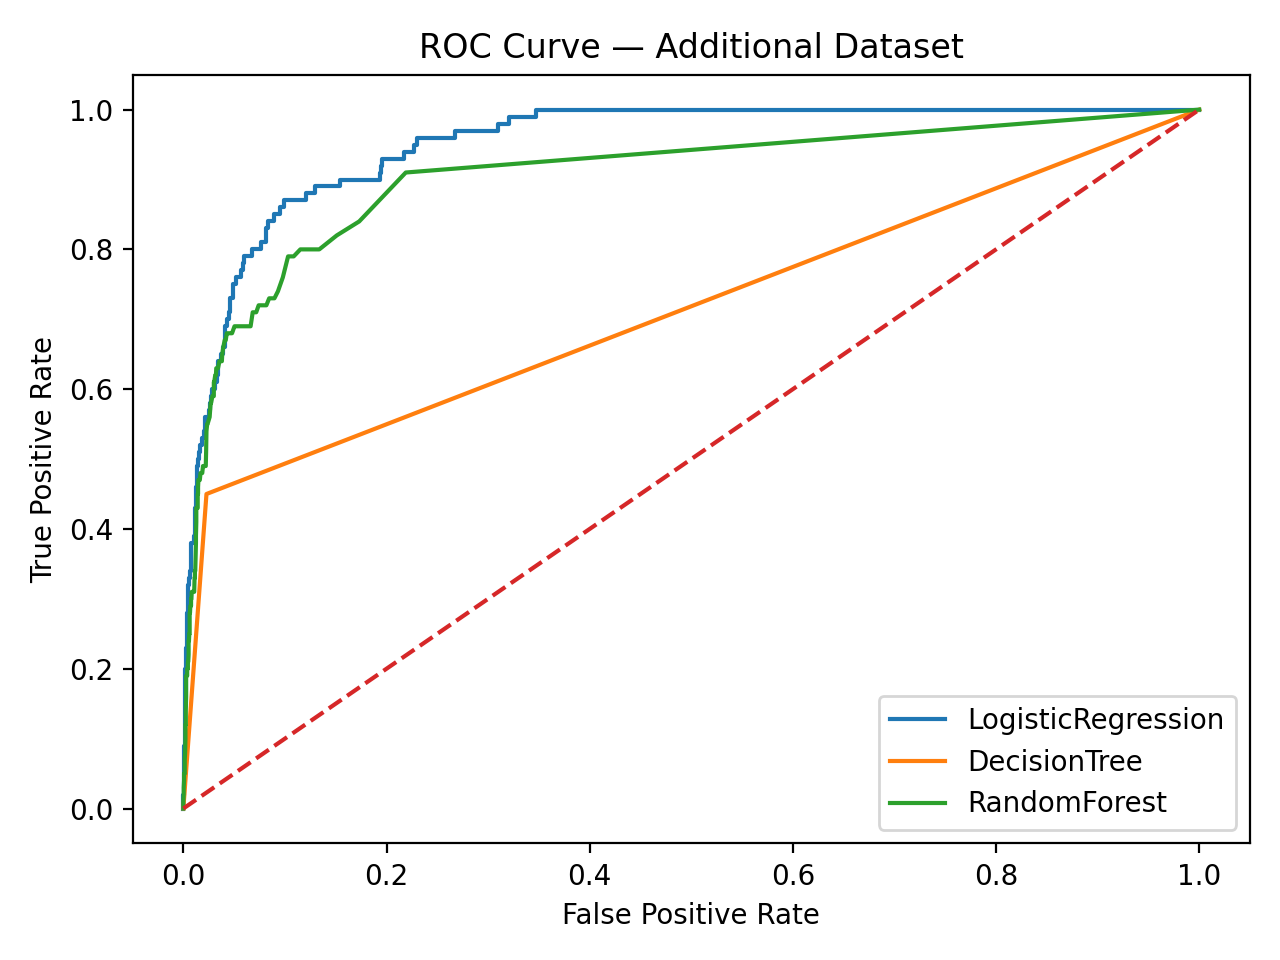 ROC Curve — Additional Dataset
True Positive Rate
1.0
0.8
0.6
0.4
0.2
0.0
0.0 0.2 0.4 0.6 0.8 1.0
False Positive Rate
LogisticRegression
DecisionTree
RandomForest